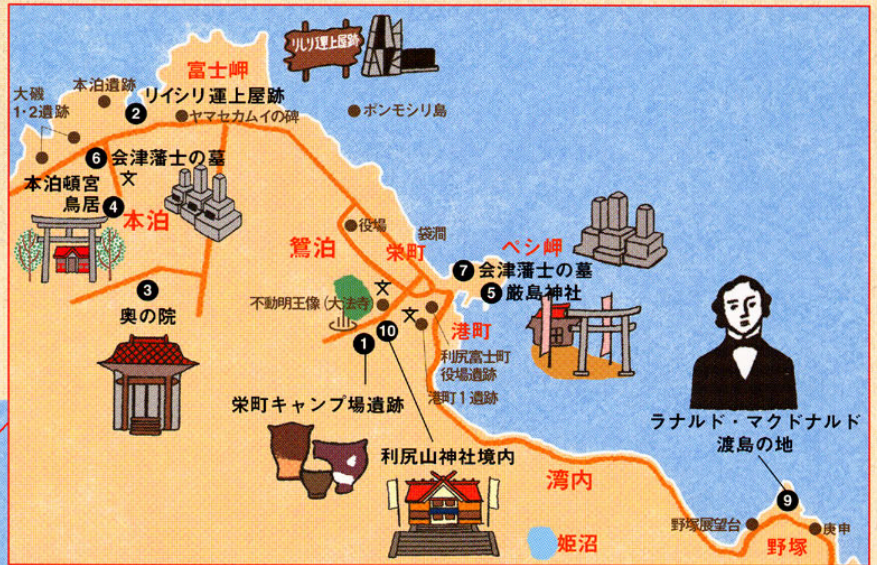 リしリ運上屋跡
富士岬
本泊遺跡
大磯
1・2遺跡
2
リイシリ運上屋跡
ヤマセカムイの碑
ポンモシリ島
6
会津藩士の墓
文
本泊頓宮
鳥居
4
本泊
役場
袋澗
鴛泊
栄町
ペシ岬
7
会津藩士の墓
5
厳島神社
3
奥の院
不動明王像(大法寺)
文
文
1
10
港町
利尻富士町
役場遺跡
港町1遺跡
栄町キャンプ場遺跡
利尻山神社境内
ラナルド・マクドナルド
渡島の地
湾内
9
野塚展望台
庚申
姫沼
野塚